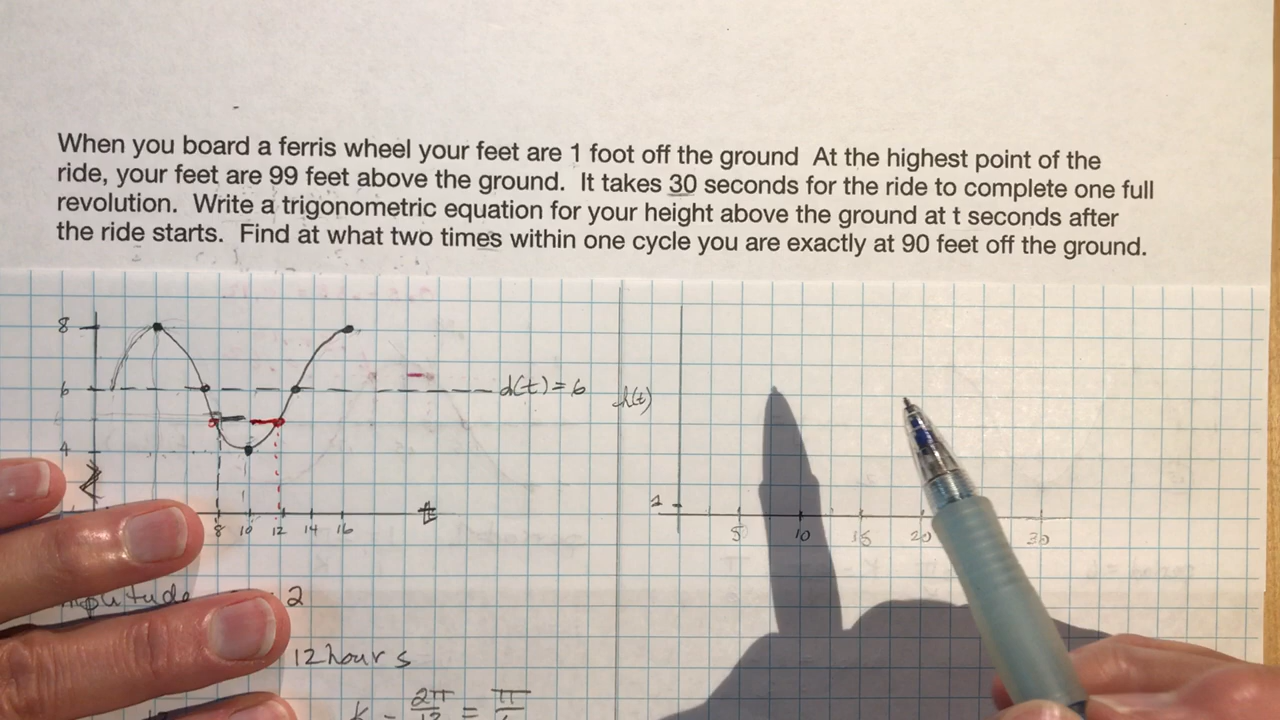 When you board a ferris wheel your feet are 1 foot off the ground At the highest point of the
ride, your feet are 99 feet above the ground. It takes 30 seconds for the ride to complete one full
revolution. Write a trigonometric equation for your height above the ground at t seconds after
the ride starts. Find at what two times within one cycle you are exactly at 90 feet off the ground.
8
6
d(t) = 6
4
8 10 12 14 16
t
h(t)
1
5 10 15 20 30
mplitude 2
12 hours
k = 2π/12 = π